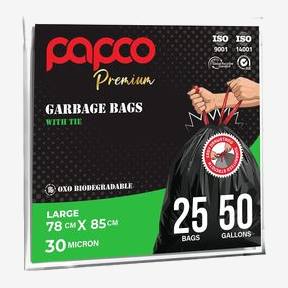 papco
Premium
GARBAGE BAGS
WITH TIE
ISO
9001
ISO
14001
OXO BIODEGRADABLE
LARGE
78 CM X 85 CM
30 MICRON
25
BAGS
50
GALLONS